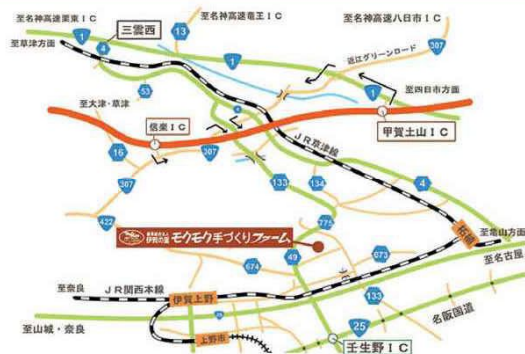 至名神高速栗東IC
三雲西
至名神高速竜王IC
至名神高速八日市IC
13
1
4
至草津方面
1
近江グリーンロード
307
53
至大津・草津
1
至四日市方面
信楽IC
甲賀土山IC
JR草津線
16
307
307
133
134
4
422
775
伊賀の里
モクモク手づくりファーム
柘植
至亀山方面
至名古屋
49
673
674
至奈良
JR関西本線
伊賀上野
133
名阪国道
上野市
25
至山城・奈良
壬生野IC